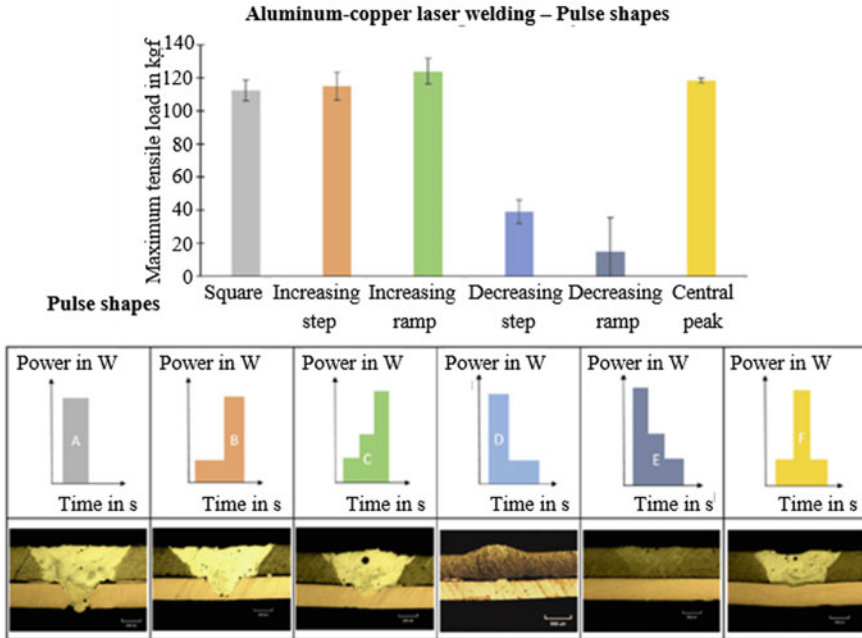 Aluminum-copper laser welding – Pulse shapes
Maximum tensile load in kgf
140
120
100
80
60
40
20
0
Square Increasing Increasing Decreasing Decreasing Central
step ramp step ramp peak
Pulse shapes
Power in W Power in W Power in W Power in W Power in W Power in W
A B C D E F
Time in s Time in s Time in s Time in s Time in s Time in s